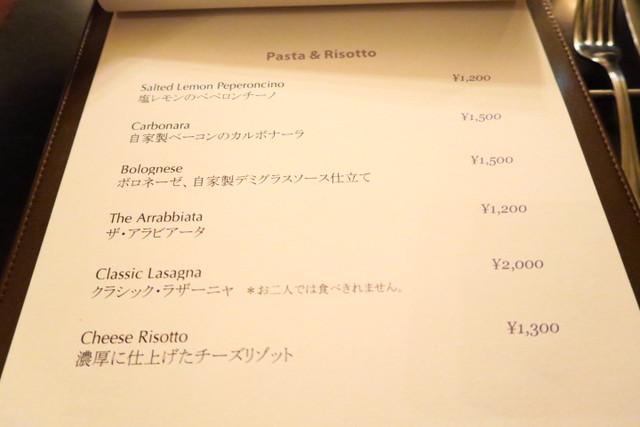 Pasta & Risotto
Salted Lemon Peperoncino ¥1,200
塩レモンのペペロンチーノ
Carbonara ¥1,500
自家製ベーコンのカルボナーラ
Bolognese ¥1,500
ボロネーゼ、自家製デミグラスソース仕立て
The Arrabbiata ¥1,200
ザ・アラビアータ
Classic Lasagna ¥2,000
クラシック・ラザーニャ ＊お二人では食べきれません。
Cheese Risotto ¥1,300
濃厚に仕上げたチーズリゾット